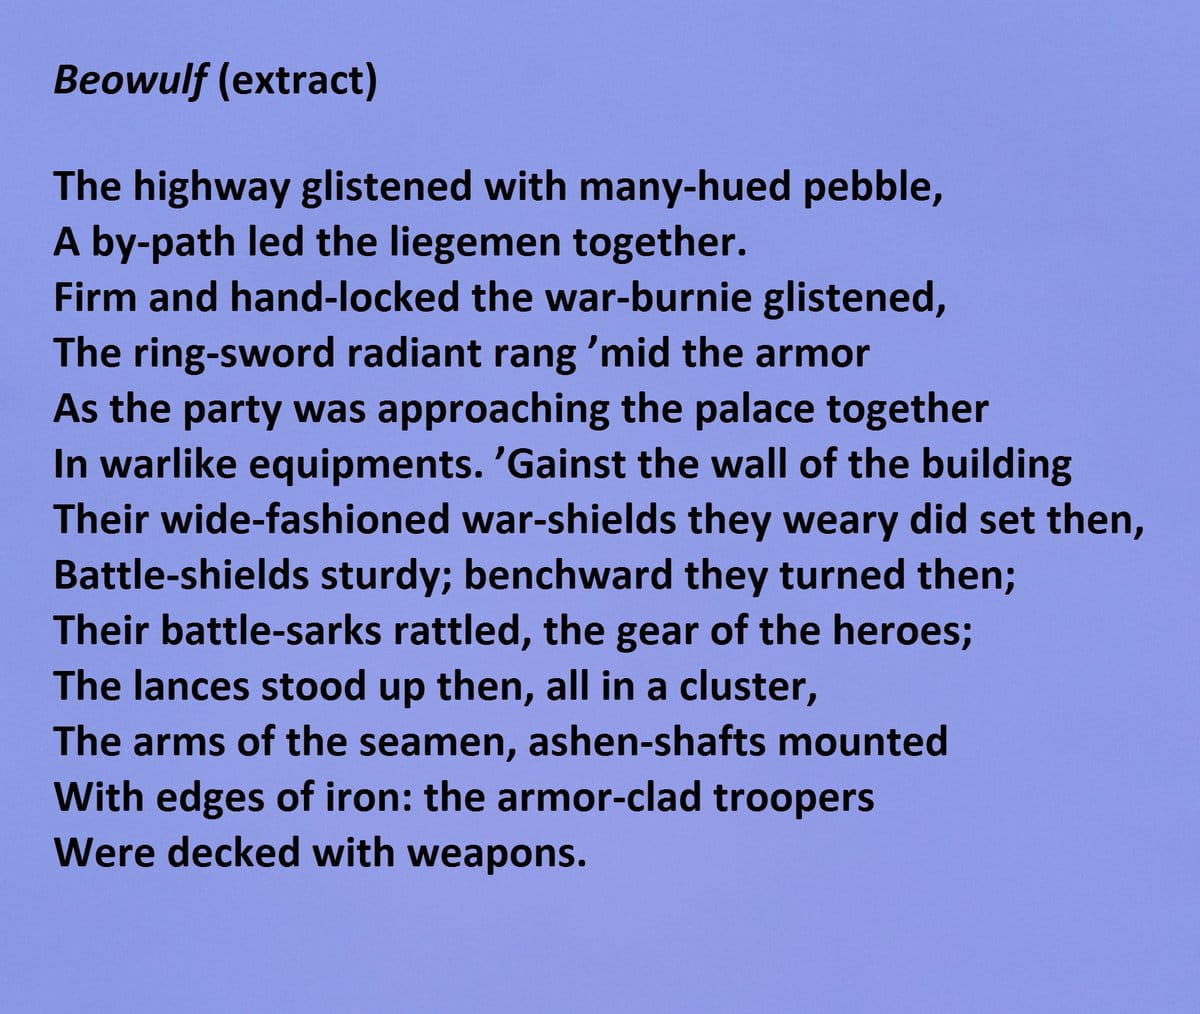 Beowulf (extract)
The highway glistened with many-hued pebble,
A by-path led the liegemen together.
Firm and hand-locked the war-burnie glistened,
The ring-sword radiant rang ’mid the armor
As the party was approaching the palace together
In warlike equipments. ’Gainst the wall of the building
Their wide-fashioned war-shields they weary did set then,
Battle-shields sturdy; benchward they turned then;
Their battle-sarks rattled, the gear of the heroes;
The lances stood up then, all in a cluster,
The arms of the seamen, ashen-shafts mounted
With edges of iron: the armor-clad troopers
Were decked with weapons.